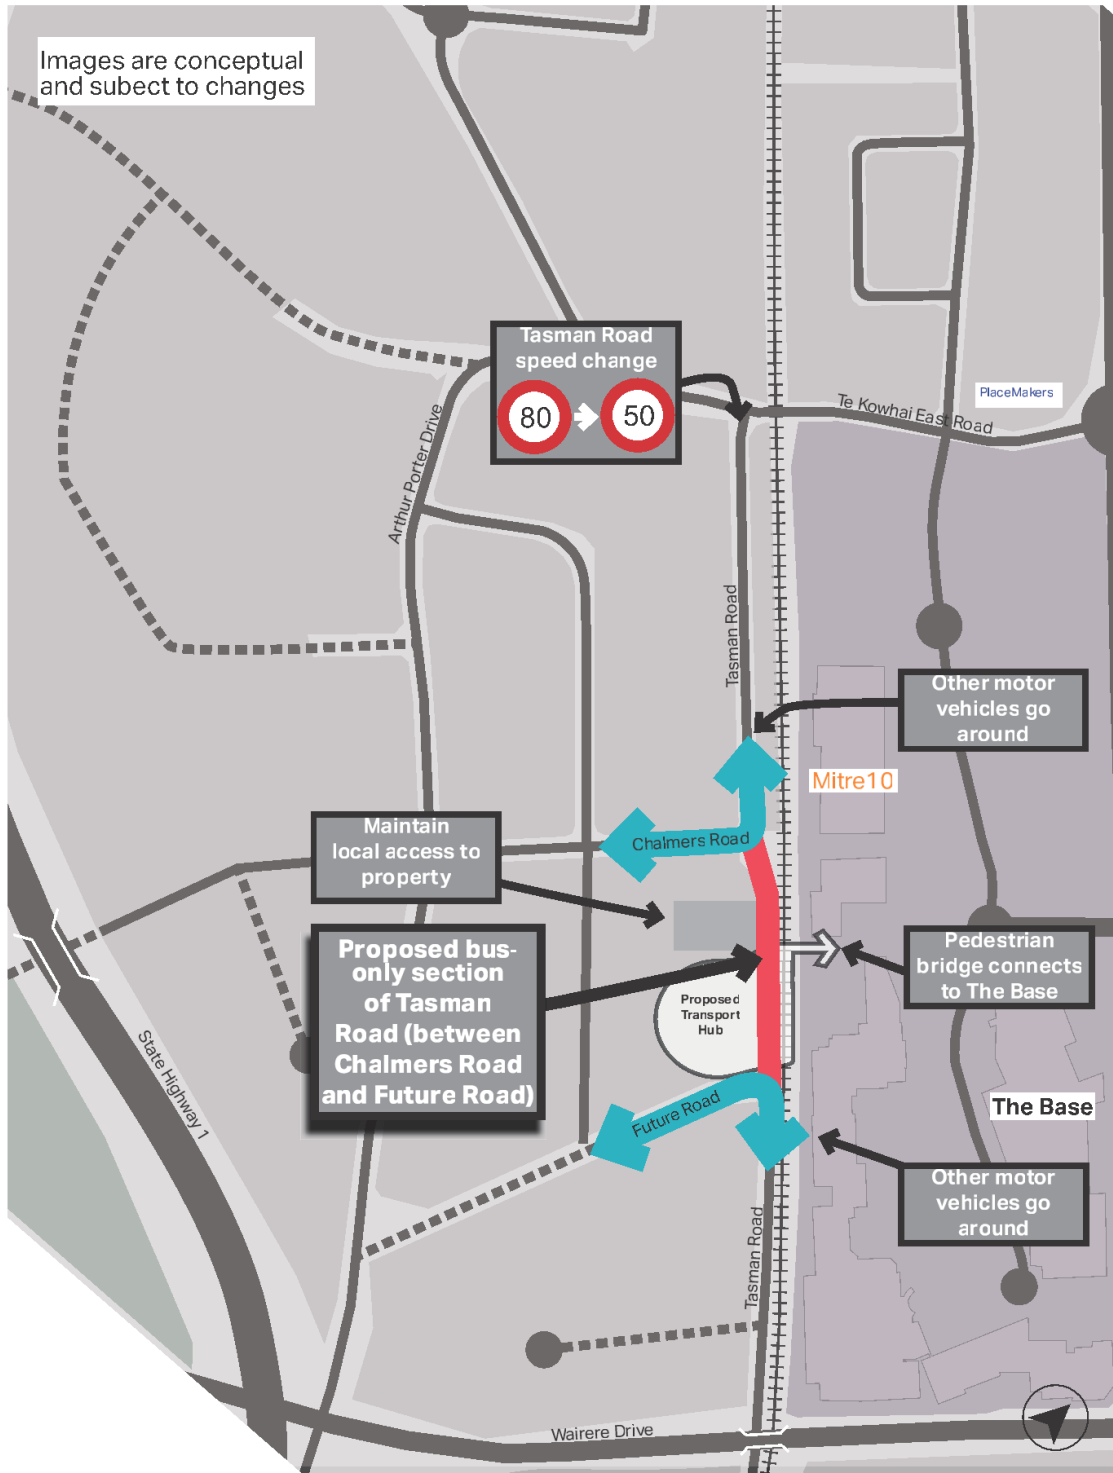 Images are conceptual
and subect to changes
Tasman Road
speed change
80
50
PlaceMakers
Te Kowhai East Road
Arthur Porter Drive
Tasman Road
Other motor
vehicles go
around
Mitre10
Maintain
local access to
property
Chalmers Road
Proposed bus-
only section
of Tasman
Road (between
Chalmers Road
and Future Road)
Proposed
Transport
Hub
Pedestrian
bridge connects
to The Base
State Highway 1
Future Road
The Base
Other motor
vehicles go
around
Tasman Road
Wairere Drive